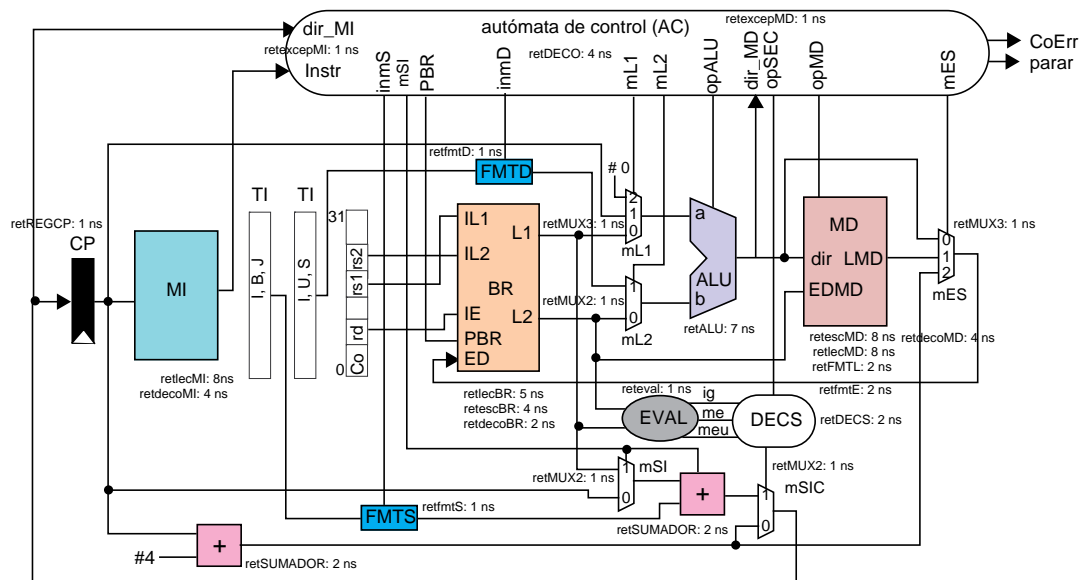 autómata de control (AC)
retexcepMD: 1 ns
dir_MI
retexcepMI: 1 ns
Instr
retDECO: 4 ns
CoErr
parar
inmS
mSI
PBR
inmD
mL1
mL2
opALU
dir_MD
opSEC
opMD
mES
retfmtD: 1 ns
FMTD
# 0
TI
TI
31
retREGCP: 1 ns
CP
MI
I, B, J
I, U, S
rs2
rs1
rd
Co
0
IL1
IL2
BR
IE
PBR
ED
L1
L2
retMUX3: 1 ns
2
1
0
mL1
retMUX2: 1 ns
1
0
mL2
a
ALU
b
retALU: 7 ns
MD
dir
LMD
EDMD
retMUX3: 1 ns
0
1
2
mES
retescMD: 8 ns
retdecoMD: 4 ns
retlecMD: 8 ns
retFMTL: 2 ns
retfmtE: 2 ns
retlecMI: 8ns
retdecoMI: 4 ns
retlecBR: 5 ns
retescBR: 4 ns
retdecoBR: 2 ns
reteval: 1 ns
EVAL
ig
me
meu
DECS
retDECS: 2 ns
retMUX2: 1 ns
1
0
mSI
retMUX2: 1 ns
mSIC
1
0
+
retSUMADOR: 2 ns
retfmtS: 1 ns
FMTS
#4
+
retSUMADOR: 2 ns